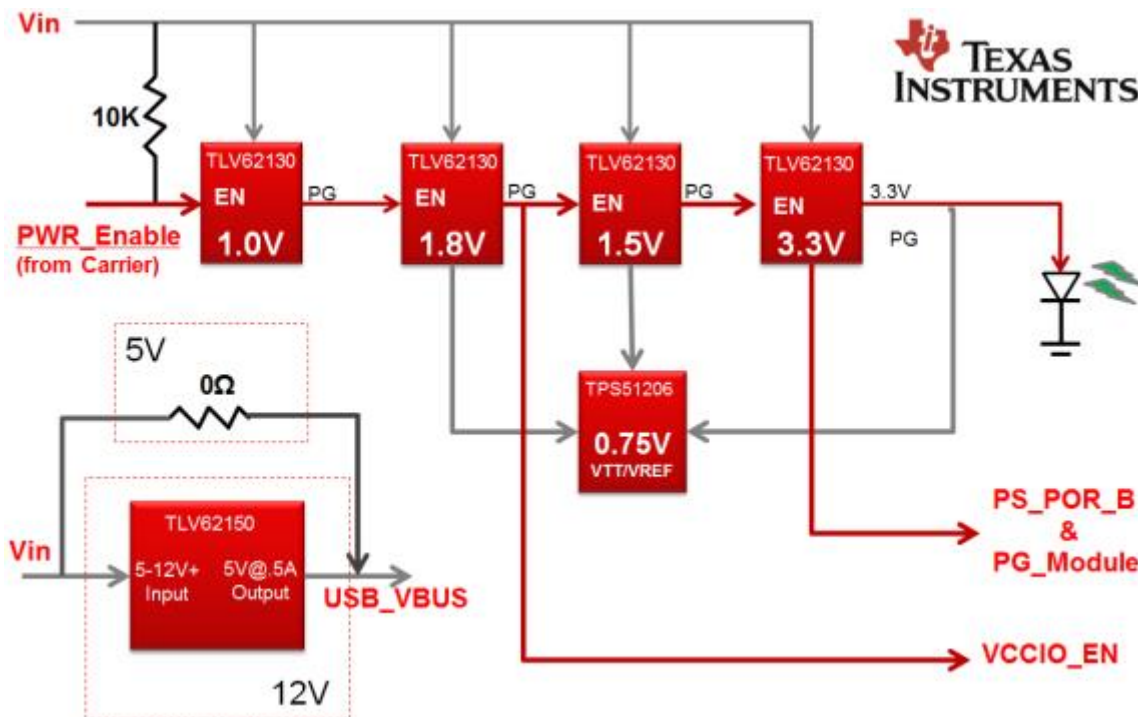 Vin
TEXAS
INSTRUMENTS
10K
TLV62130
EN
1.0V
PG
TLV62130
EN
1.8V
PG
TLV62130
EN
1.5V
PG
TLV62130
EN
3.3V
3.3V
PG
PWR_Enable
(from Carrier)
5V
0Ω
TPS51206
0.75V
VTT/VREF
TLV62150
Vin
5-12V+
Input
5V@.5A
Output
USB_VBUS
12V
PS_POR_B
&
PG_Module
VCCIO_EN